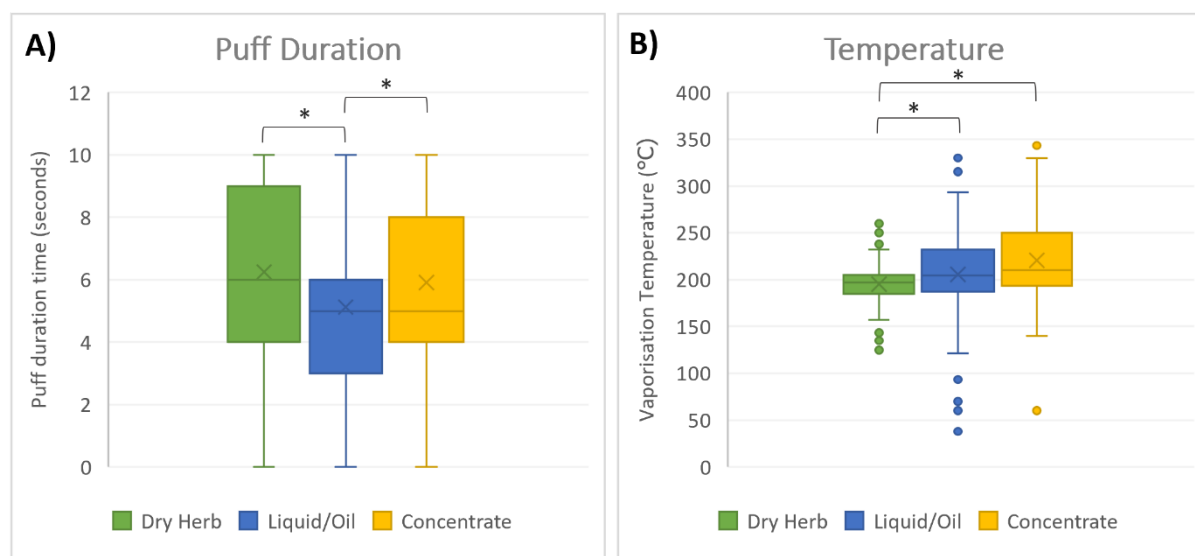 A)
Puff Duration
*
*
12
10
8
6
4
2
0
Puff duration time (seconds)
Dry Herb
Liquid/Oil
Concentrate
B)
Temperature
*
*
400
350
300
250
200
150
100
50
0
Vaporisation Temperature (°C)
Dry Herb
Liquid/Oil
Concentrate